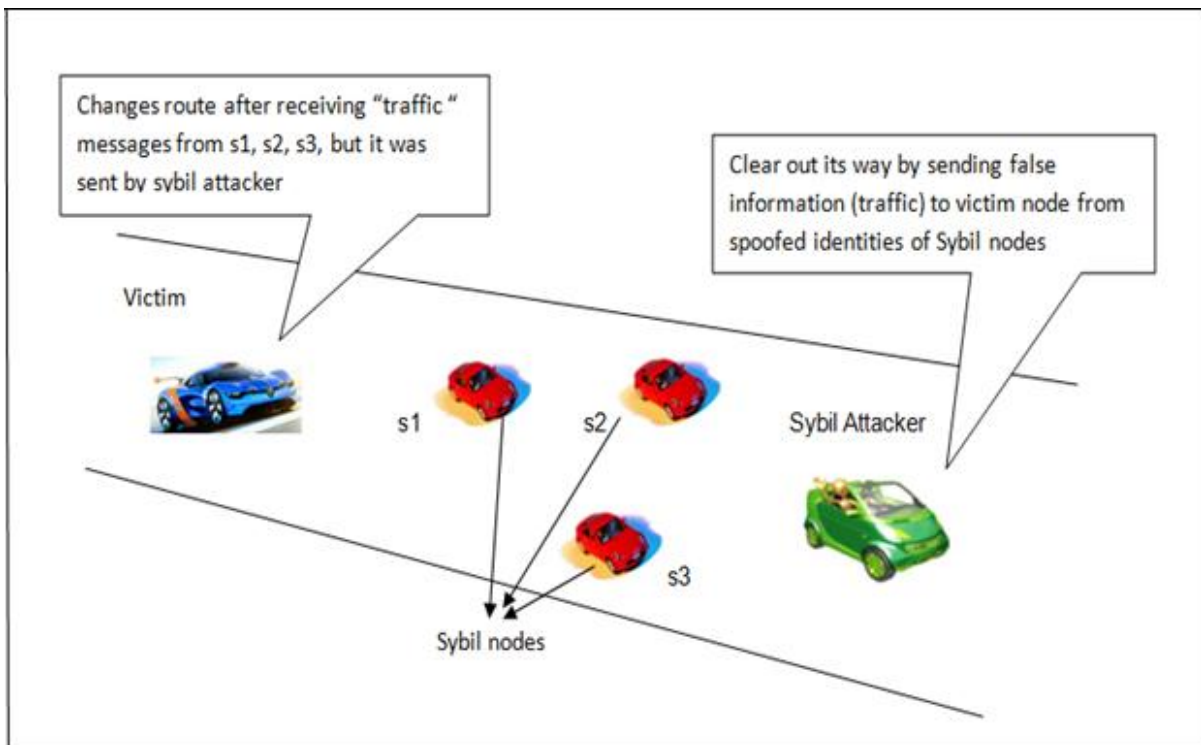 Changes route after receiving “traffic “
messages from s1, s2, s3, but it was
sent by sybil attacker
Clear out its way by sending false
information (traffic) to victim node from
spoofed identities of Sybil nodes
Victim
s1
s2
Sybil Attacker
s3
Sybil nodes